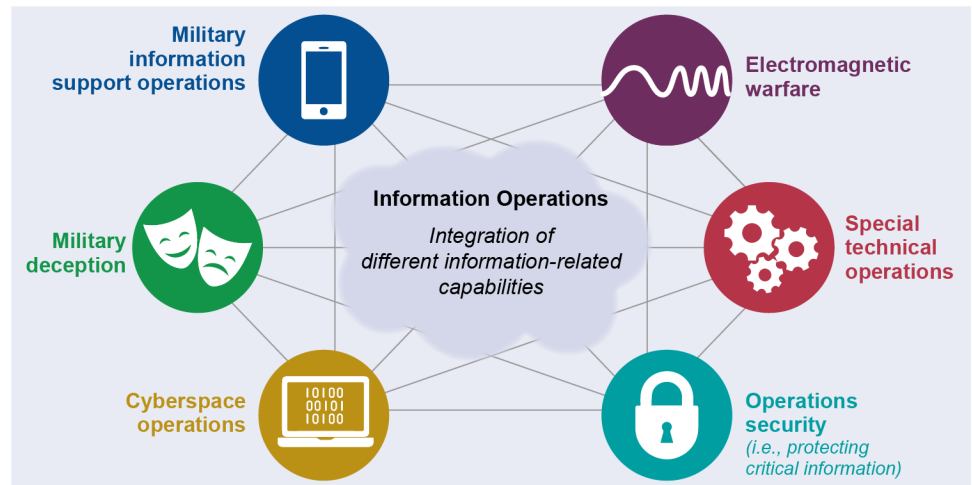 Military
information
support operations
Electromagnetic
warfare
Information Operations
Integration of
different information-related
capabilities
Military
deception
Special
technical
operations
Cyberspace
operations
10100
00101
10100
Operations
security
(i.e., protecting
critical information)